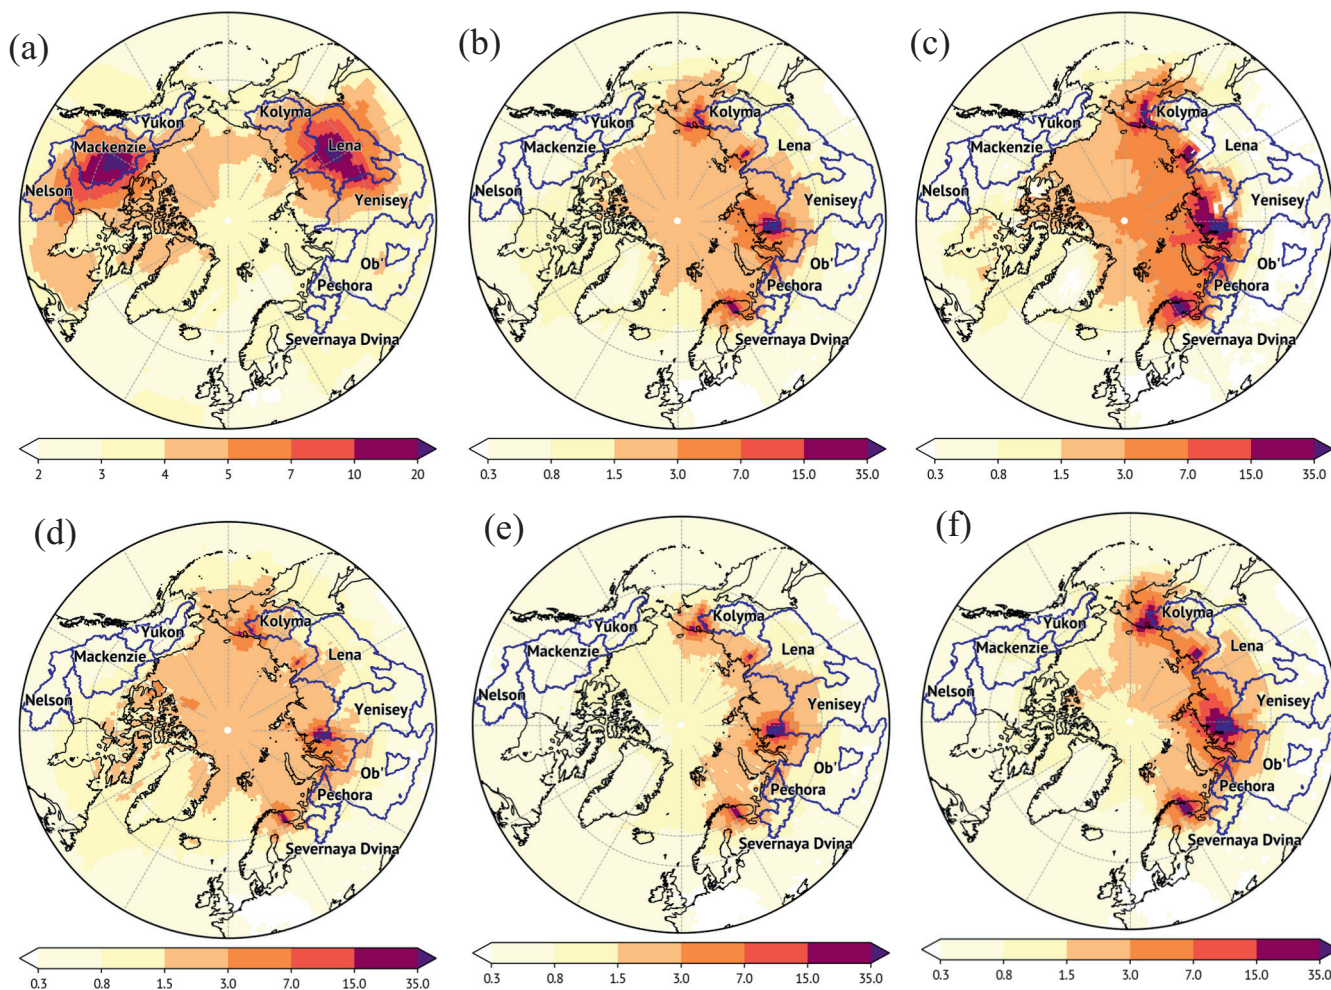 (a)
Yukon
Kolyma
Mackenzie
Lena
Nelson
Yenisey
Ob'
Pechora
Severnaya Dvina
2 3 4 5 7 10 20
(b)
Yukon
Kolyma
Mackenzie
Lena
Nelson
Yenisey
Ob'
Pechora
Severnaya Dvina
0.3 0.8 1.5 3.0 7.0 15.0 35.0
(c)
Yukon
Kolyma
Mackenzie
Lena
Nelson
Yenisey
Ob'
Pechora
Severnaya Dvina
0.3 0.8 1.5 3.0 7.0 15.0 35.0
(d)
Yukon
Kolyma
Mackenzie
Lena
Nelson
Yenisey
Ob'
Pechora
Severnaya Dvina
0.3 0.8 1.5 3.0 7.0 15.0 35.0
(e)
Yukon
Kolyma
Mackenzie
Lena
Nelson
Yenisey
Ob'
Pechora
Severnaya Dvina
0.3 0.8 1.5 3.0 7.0 15.0 35.0
(f)
Yukon
Kolyma
Mackenzie
Lena
Nelson
Yenisey
Ob'
Pechora
Severnaya Dvina
0.3 0.8 1.5 3.0 7.0 15.0 35.0